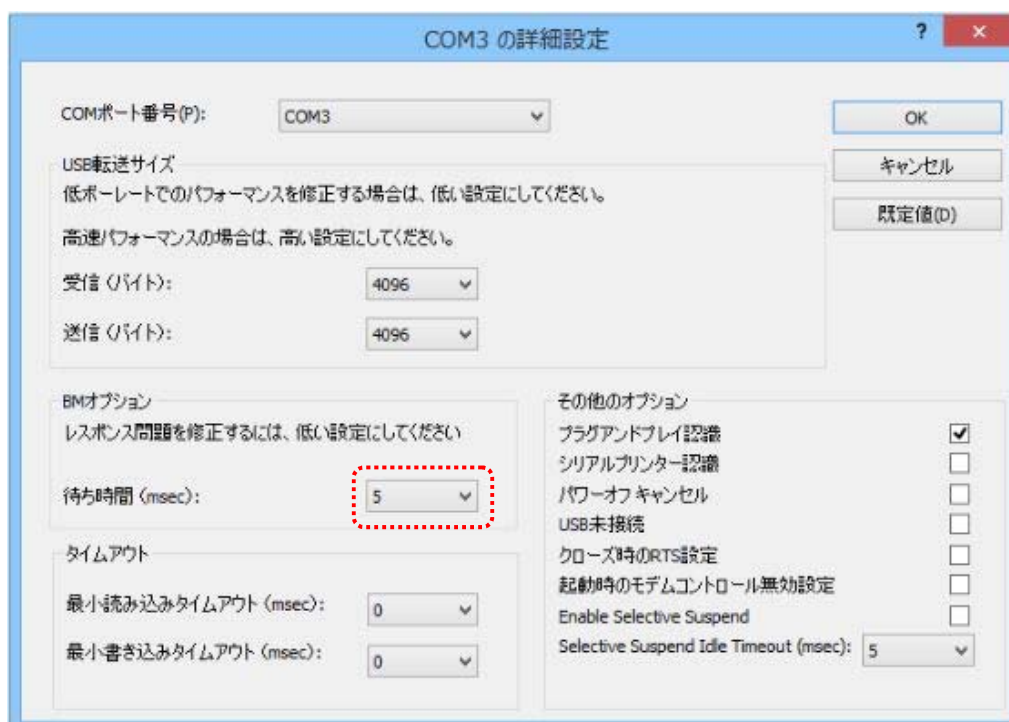 COM3 の詳細設定
?
×
COMポート番号(P):
COM3
OK
キャンセル
既定値(D)
USB転送サイズ
低ボーレートでのパフォーマンスを修正する場合は、低い設定にしてください。
高速パフォーマンスの場合は、高い設定にしてください。
受信 (バイト):
4096
送信 (バイト):
4096
BMオプション
レスポンス問題を修正するには、低い設定にしてください
待ち時間 (msec):
5
タイムアウト
最小読み込みタイムアウト (msec):
0
最小書き込みタイムアウト (msec):
0
その他のオプション
プラグアンドプレイ認識
シリアルプリンター認識
パワーオフ キャンセル
USB未接続
クローズ時のRTS設定
起動時のモデムコントロール無効設定
Enable Selective Suspend
Selective Suspend Idle Timeout (msec):
5